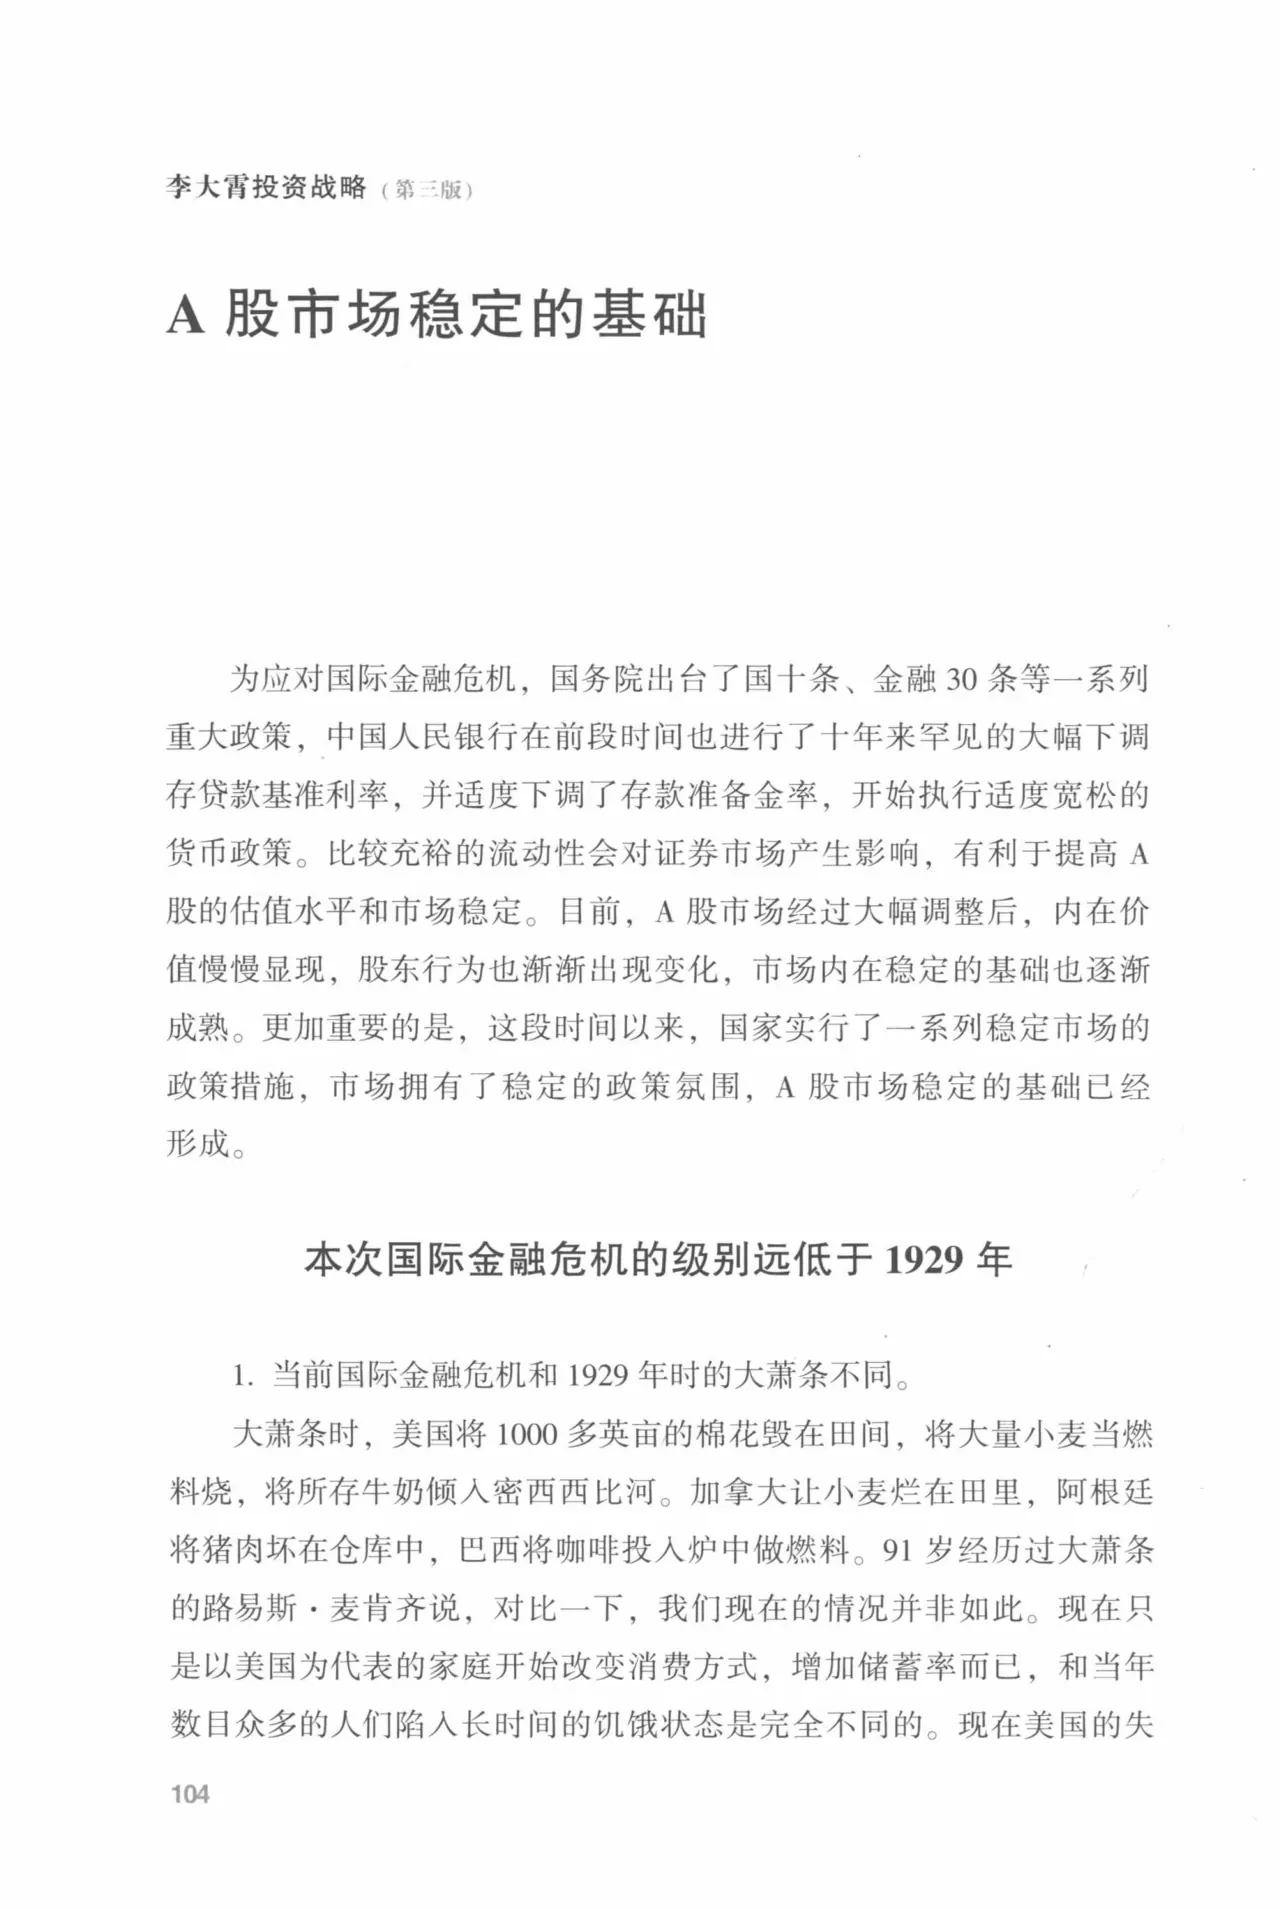 李大霄投资战略（第三版）
A 股市场稳定的基础
为应对国际金融危机，国务院出台了国十条、金融 30 条等一系列
重大政策，中国人民银行在前段时间也进行了十年来罕见的大幅下调
存贷款基准利率，并适度下调了存款准备金率，开始执行适度宽松的
货币政策。比较充裕的流动性会对证券市场产生影响，有利于提高 A
股的估值水平和市场稳定。目前，A 股市场经过大幅调整后，内在价
值慢慢显现，股东行为也渐渐出现变化，市场内在稳定的基础也逐渐
成熟。更加重要的是，这段时间以来，国家实行了一系列稳定市场的
政策措施，市场拥有了稳定的政策氛围，A 股市场稳定的基础已经
形成。
本次国际金融危机的级别远低于 1929 年
1. 当前国际金融危机和 1929 年时的大萧条不同。
大萧条时，美国将 1000 多英亩的棉花毁在田间，将大量小麦当燃
料烧，将所存牛奶倾入密西西比河。加拿大让小麦烂在田里，阿根廷
将猪肉坏在仓库中，巴西将咖啡投入炉中做燃料。91 岁经历过大萧条
的路易斯·麦肯齐说，对比一下，我们现在的情况并非如此。现在只
是以美国为代表的家庭开始改变消费方式，增加储蓄率而已，和当年
数目众多的人们陷入长时间的饥饿状态是完全不同的。现在美国的失
104